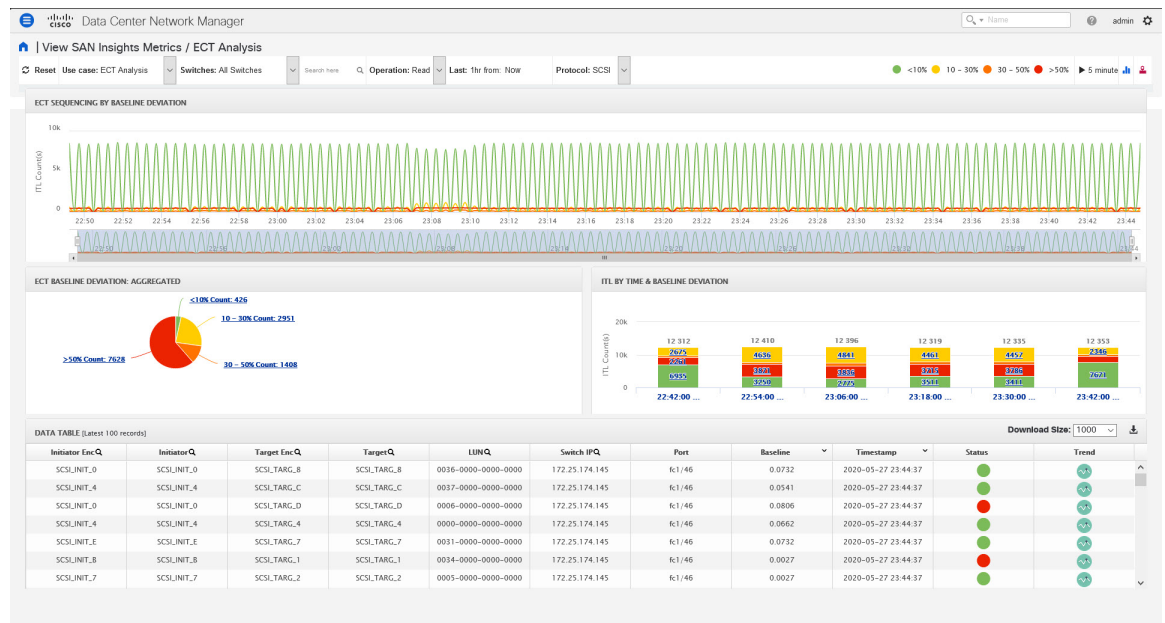 cisco Data Center Network Manager
Name
admin
| View SAN Insights Metrics / ECT Analysis
Reset Use case: ECT Analysis Switches: All Switches Search here Operation: Read Last: 1hr from: Now Protocol: SCSI <10% 10 – 30% 30 – 50% >50% 5 minute
ECT SEQUENCING BY BASELINE DEVIATION
10k
5k
0
ITL Count(s)
22:50 22:52 22:54 22:56 22:58 23:00 23:02 23:04 23:06 23:08 23:10 23:12 23:14 23:16 23:18 23:20 23:22 23:24 23:26 23:28 23:30 23:32 23:34 23:36 23:38 23:40 23:42 23:44
ECT BASELINE DEVIATION: AGGREGATED
<10% Count: 426
10 – 30% Count: 2951
>50% Count: 7628
30 – 50% Count: 1408
ITL BY TIME & BASELINE DEVIATION
20k
10k
0
ITL Count(s)
12 312 12 410 12 396 12 319 12 335 12 353
2675 4636 4841 4461 4457 2346
2261 3871 3836 3715 3786
6935 3250 2775 3511 3411 7671
22:42:00 ... 22:54:00 ... 23:06:00 ... 23:18:00 ... 23:30:00 ... 23:42:00 ...
DATA TABLE [Latest 100 records]
Download Size: 1000
Initiator Enc Initiator Target Enc Target LUN Switch IP Port Baseline Timestamp Status Trend
SCSI_INIT_0 SCSI_INIT_0 SCSI_TARG_8 SCSI_TARG_8 0036-0000-0000-0000 172.25.174.145 fc1/46 0.0732 2020-05-27 23:44:37
SCSI_INIT_4 SCSI_INIT_4 SCSI_TARG_C SCSI_TARG_C 0037-0000-0000-0000 172.25.174.145 fc1/46 0.0541 2020-05-27 23:44:37
SCSI_INIT_0 SCSI_INIT_0 SCSI_TARG_D SCSI_TARG_D 0006-0000-0000-0000 172.25.174.145 fc1/46 0.0806 2020-05-27 23:44:37
SCSI_INIT_4 SCSI_INIT_4 SCSI_TARG_4 SCSI_TARG_4 0000-0000-0000-0000 172.25.174.145 fc1/46 0.0662 2020-05-27 23:44:37
SCSI_INIT_E SCSI_INIT_E SCSI_TARG_7 SCSI_TARG_7 0031-0000-0000-0000 172.25.174.145 fc1/46 0.0732 2020-05-27 23:44:37
SCSI_INIT_B SCSI_INIT_B SCSI_TARG_1 SCSI_TARG_1 0034-0000-0000-0000 172.25.174.145 fc1/46 0.0027 2020-05-27 23:44:37
SCSI_INIT_7 SCSI_INIT_7 SCSI_TARG_2 SCSI_TARG_2 0005-0000-0000-0000 172.25.174.145 fc1/46 0.0027 2020-05-27 23:44:37